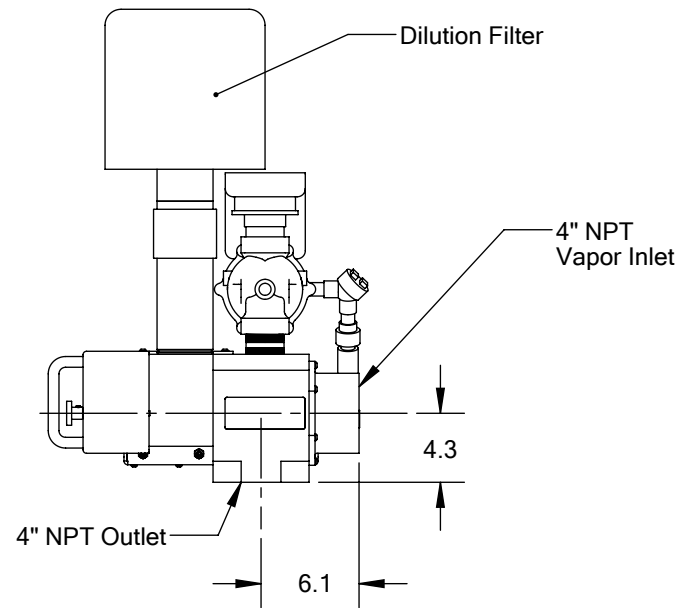 Dilution Filter
4" NPT
Vapor Inlet
4.3
4" NPT Outlet
6.1